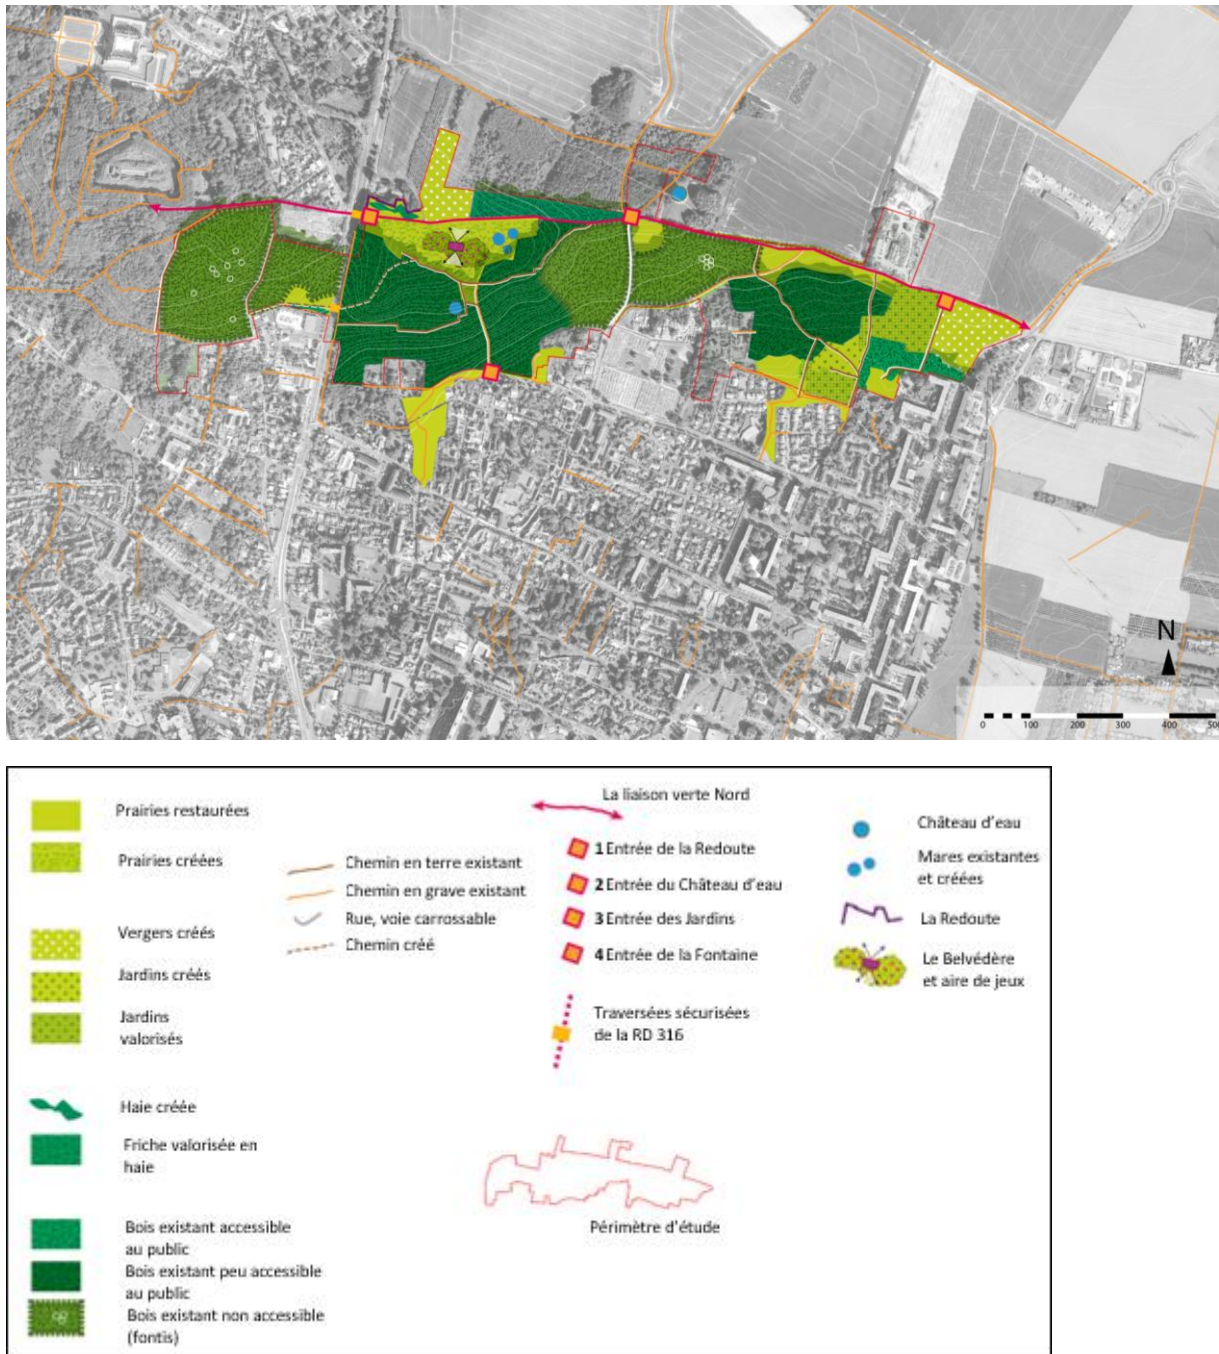 N
0 100 200 300 400 500
Prairies restaurées
Prairies créées
Vergers créés
Jardins créés
Jardins
valorisés
Haie créée
Friche valorisée en
haie
Bois existant accessible
au public
Bois existant peu accessible
au public
Bois existant non accessible
(fontis)
Chemin en terre existant
Chemin en grave existant
Rue, voie carrossable
Chemin créé
La liaison verte Nord
1 Entrée de la Redoute
2 Entrée du Château d'eau
3 Entrée des Jardins
4 Entrée de la Fontaine
Traversées sécurisées
de la RD 316
Périmètre d'étude
Château d'eau
Mares existantes
et créées
La Redoute
Le Belvédère
et aire de jeux